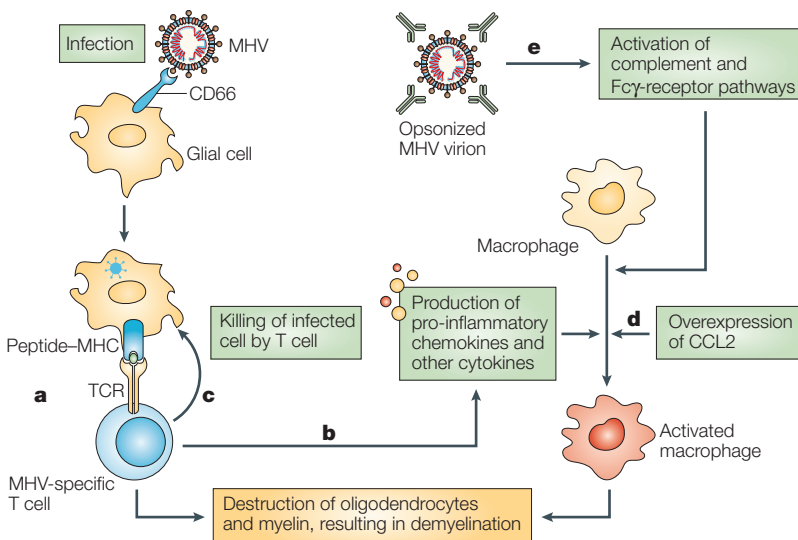 Infection
MHV
CD66
Glial cell
Opsonized
MHV virion
e
Activation of
complement and
Fcγ-receptor pathways
Macrophage
Peptide–MHC
TCR
a
Killing of infected
cell by T cell
c
Production of
pro-inflammatory
chemokines and
other cytokines
d
Overexpression
of CCL2
b
MHV-specific
T cell
Activated
macrophage
Destruction of oligodendrocytes
and myelin, resulting in demyelination